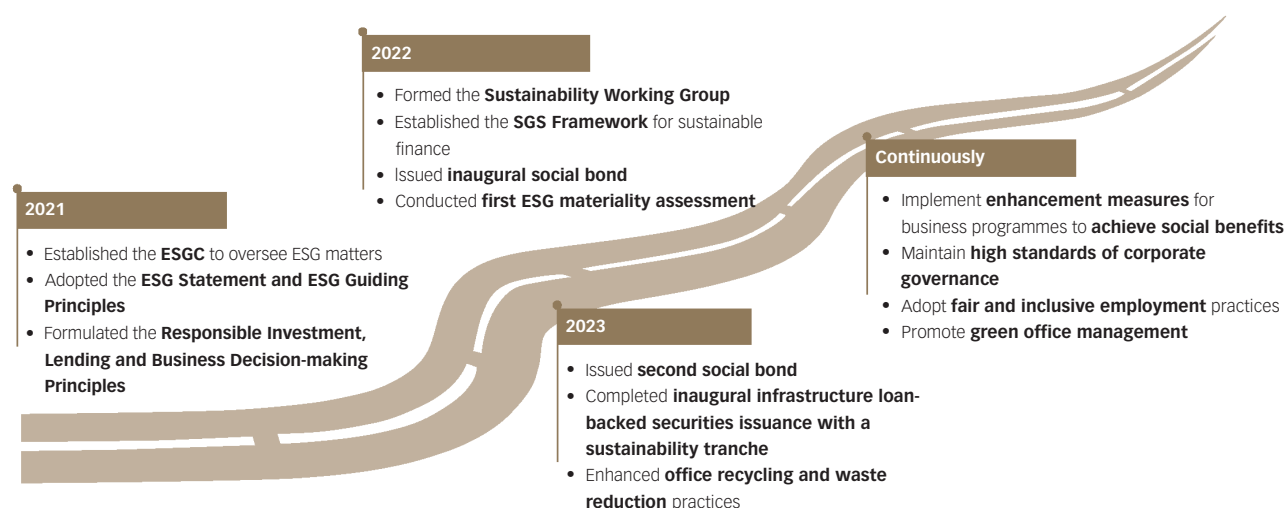 2021
• Established the ESGC to oversee ESG matters
• Adopted the ESG Statement and ESG Guiding
Principles
• Formulated the Responsible Investment,
Lending and Business Decision-making
Principles
2022
• Formed the Sustainability Working Group
• Established the SGS Framework for sustainable
finance
• Issued inaugural social bond
• Conducted first ESG materiality assessment
2023
• Issued second social bond
• Completed inaugural infrastructure loan-
backed securities issuance with a
sustainability tranche
• Enhanced office recycling and waste
reduction practices
Continuously
• Implement enhancement measures for
business programmes to achieve social benefits
• Maintain high standards of corporate
governance
• Adopt fair and inclusive employment practices
• Promote green office management